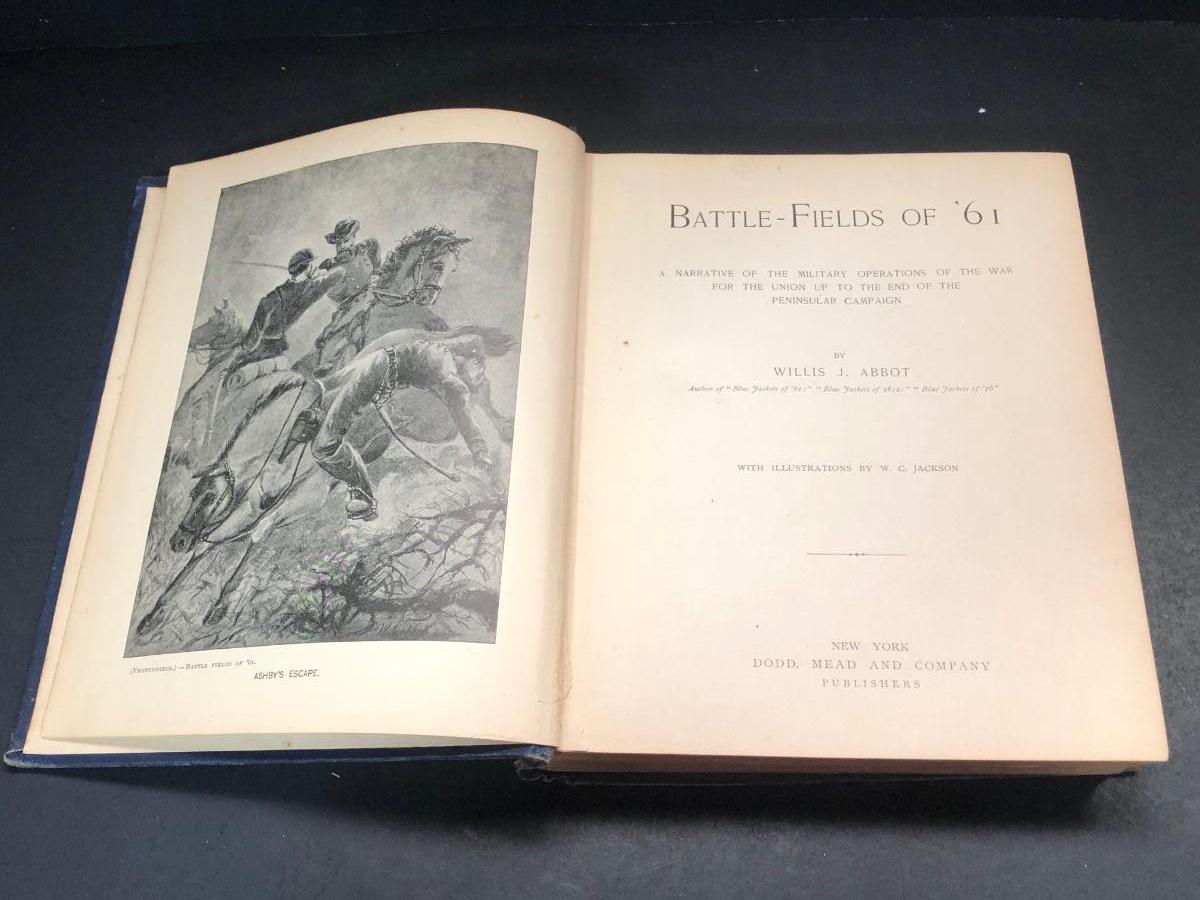 (FRONTISPIECE.) – BATTLE FIELDS OF '61.
ASHBY'S ESCAPE.
BATTLE-FIELDS OF '61
A NARRATIVE OF THE MILITARY OPERATIONS OF THE WAR
FOR THE UNION UP TO THE END OF THE
PENINSULAR CAMPAIGN
BY
WILLIS J. ABBOT
Author of "Blue Jackets of '61;" "Blue Jackets of 1812;" "Blue Jackets of '76"
WITH ILLUSTRATIONS BY W. C. JACKSON
NEW YORK
DODD, MEAD AND COMPANY
PUBLISHERS